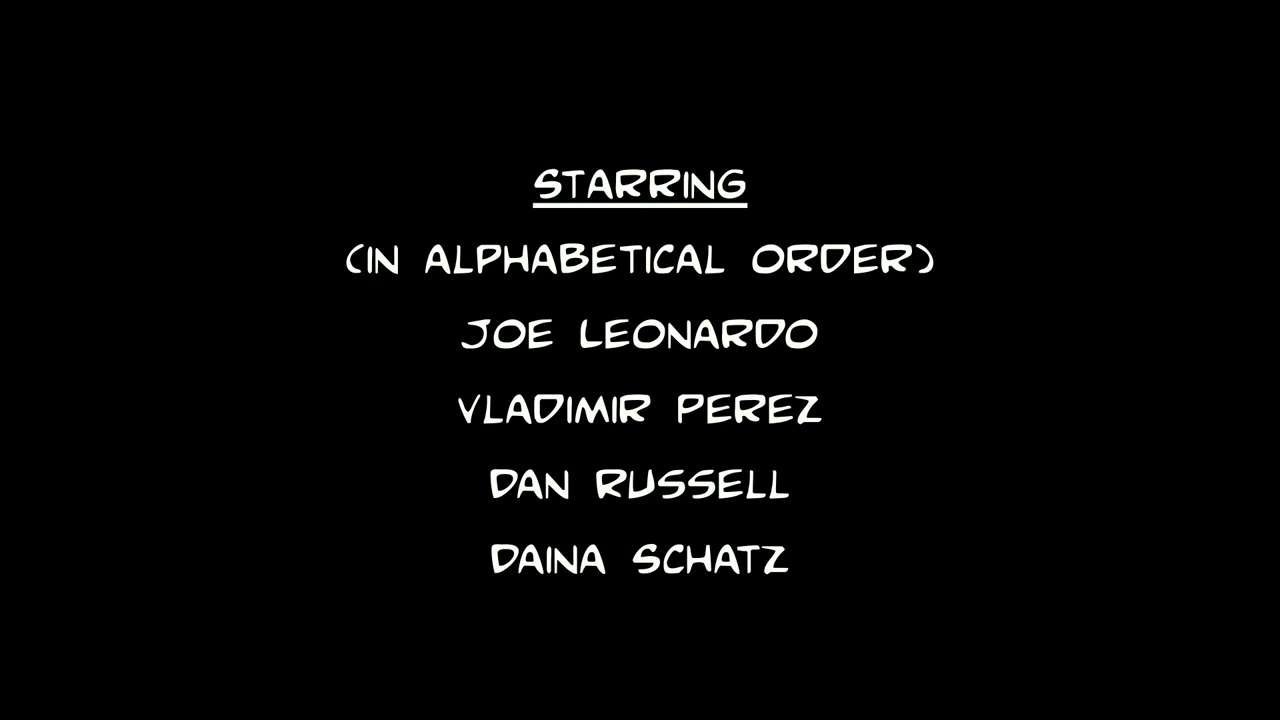 STARRING
(IN ALPHABETICAL ORDER)
JOE LEONARDO
VLADIMIR PEREZ
DAN RUSSELL
DAINA SCHATZ